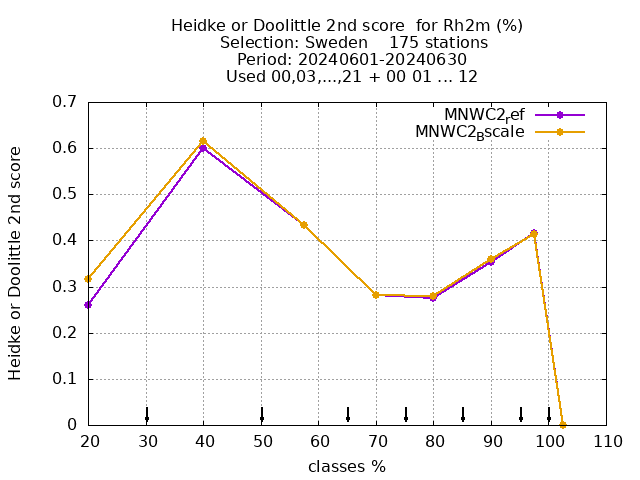 Heidke or Doolittle 2nd score  for Rh2m (%)
Selection: Sweden    175 stations
Period: 20240601-20240630
Used 00,03,...,21 + 00 01 ... 12
MNWC2ref
MNWC2Bscale
Heidke or Doolittle 2nd score
0.7
0.6
0.5
0.4
0.3
0.2
0.1
0
20 30 40 50 60 70 80 90 100 110
classes %